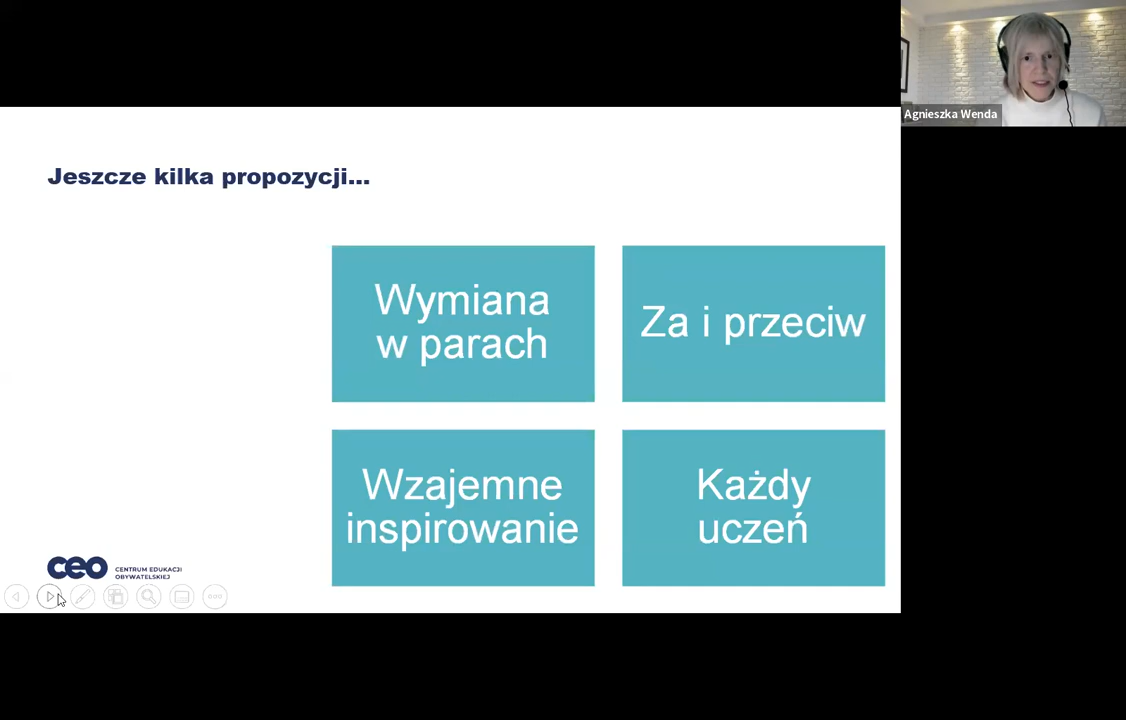 Agnieszka Wenda
Jeszcze kilka propozycji...
Wymiana
w parach
Za i przeciw
Wzajemne
inspirowanie
Każdy
uczeń
ceo
CENTRUM EDUKACJI
OBYWATELSKIEJ